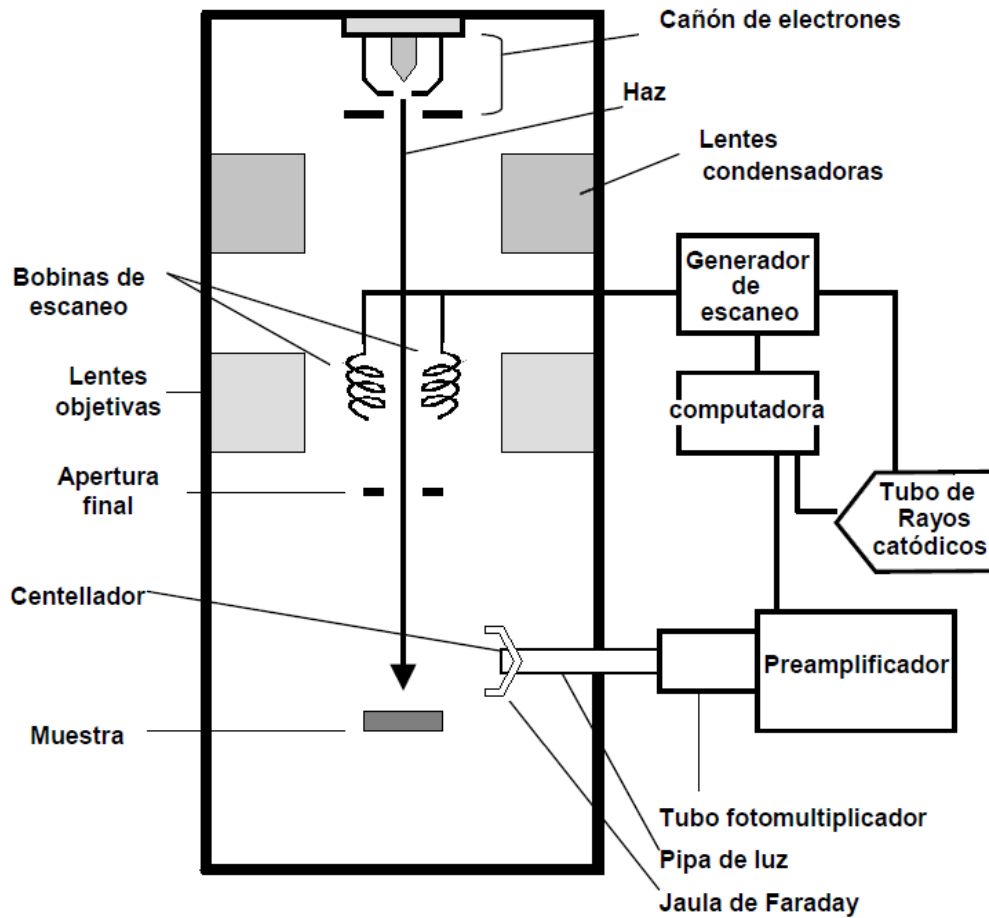 Cañón de electrones
Haz
Lentes
condensadoras
Generador
de
escaneo
Bobinas de
escaneo
Lentes
objetivas
computadora
Apertura
final
Tubo de
Rayos
catódicos
Centellador
Preamplificador
Muestra
Tubo fotomultiplicador
Pipa de luz
Jaula de Faraday